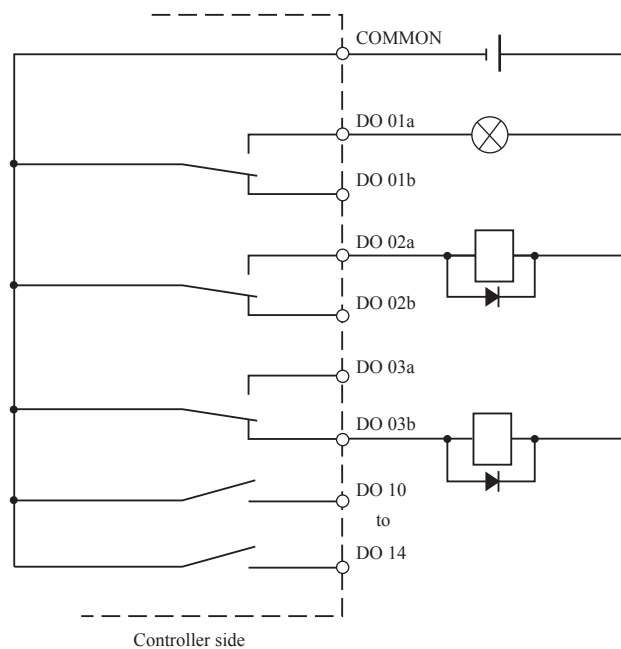 COMMON
DO 01a
DO 01b
DO 02a
DO 02b
DO 03a
DO 03b
DO 10
to
DO 14
Controller side